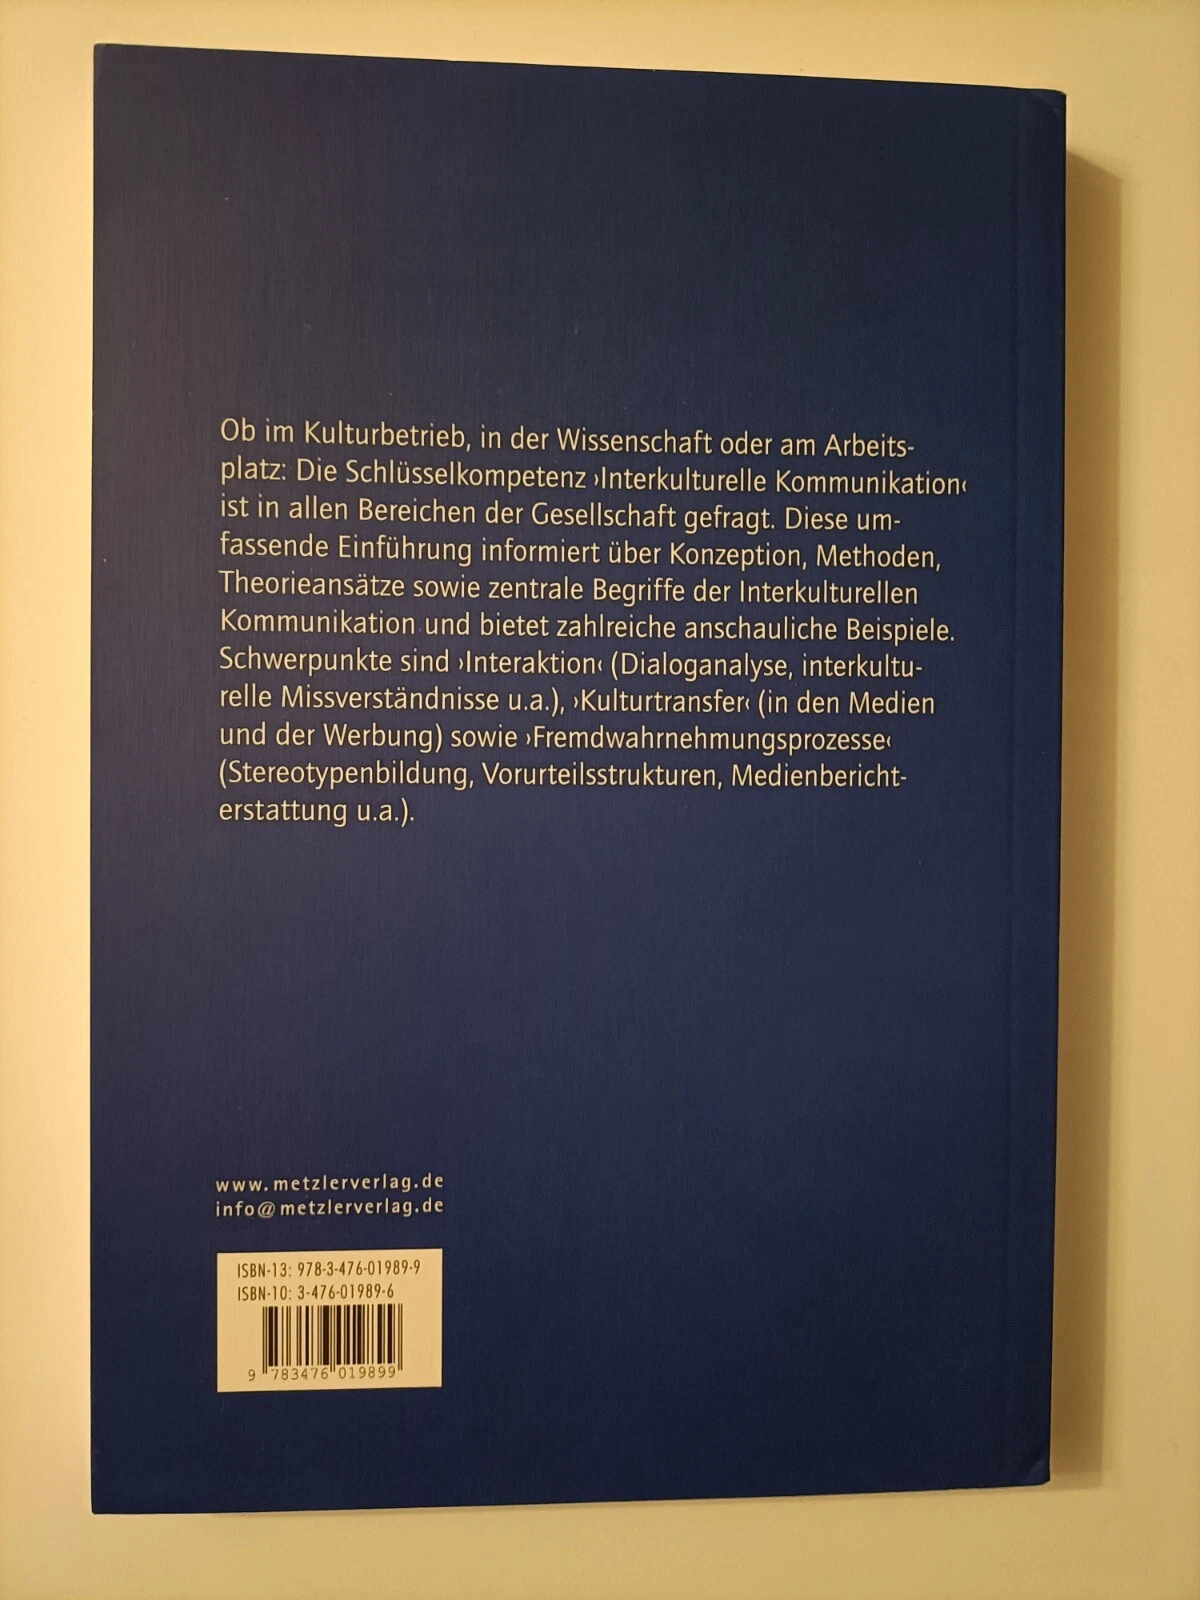 Ob im Kulturbetrieb, in der Wissenschaft oder am Arbeits-
platz: Die Schlüsselkompetenz ›Interkulturelle Kommunikation‹
ist in allen Bereichen der Gesellschaft gefragt. Diese um-
fassende Einführung informiert über Konzeption, Methoden,
Theorieansätze sowie zentrale Begriffe der Interkulturellen
Kommunikation und bietet zahlreiche anschauliche Beispiele.
Schwerpunkte sind ›Interaktion‹ (Dialoganalyse, interkultu-
relle Missverständnisse u.a.), ›Kulturtransfer‹ (in den Medien
und der Werbung) sowie ›Fremdwahrnehmungsprozesse‹
(Stereotypenbildung, Vorurteilsstrukturen, Medienbericht-
erstattung u.a.).
www.metzlerverlag.de
info@metzlerverlag.de
ISBN-13: 978-3-476-01989-9
ISBN-10: 3-476-01989-6
9 783476 019899